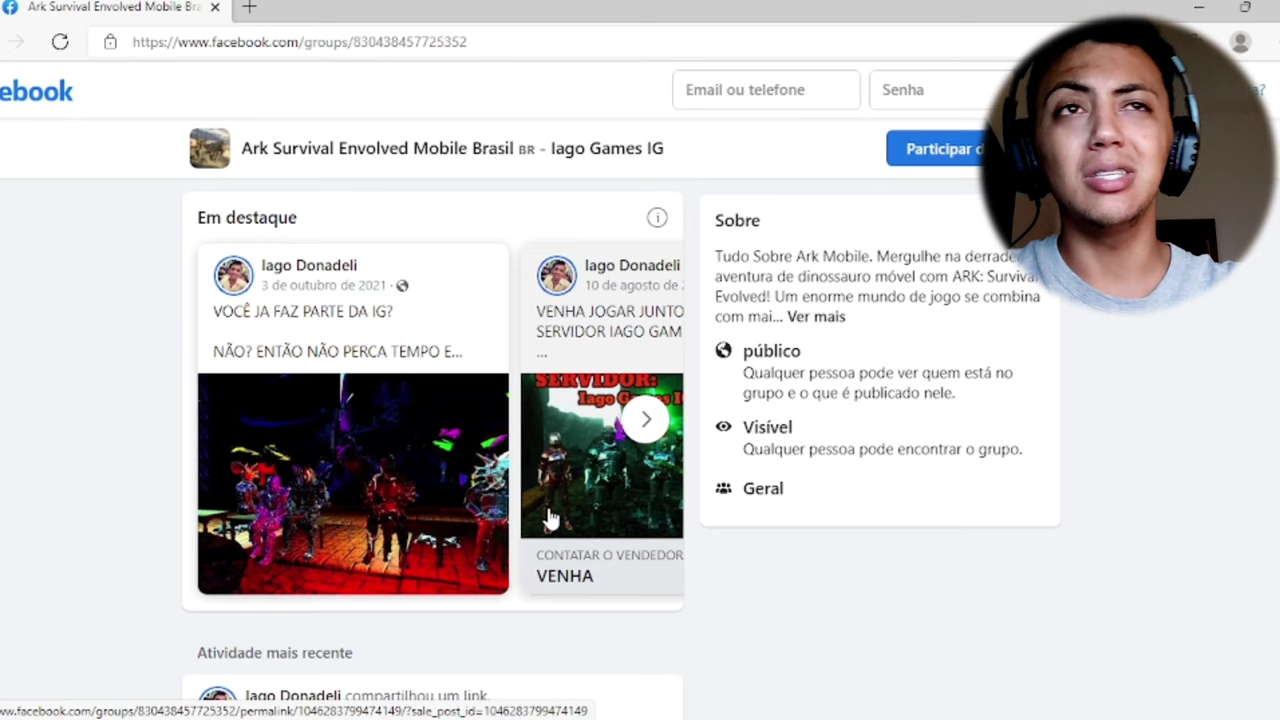 Ark Survival Envolved Mobile Bra
https://www.facebook.com/groups/830438457725352
ebook
Email ou telefone
Senha
Ark Survival Envolved Mobile Brasil BR - Iago Games IG
Participar d
Em destaque
Iago Donadeli
3 de outubro de 2021 ·
VOCÊ JA FAZ PARTE DA IG?
NÃO? ENTÃO NÃO PERCA TEMPO E...
Iago Donadeli
10 de agosto de
VENHA JOGAR JUNTO
SERVIDOR IAGO GAM
...
SERVIDOR:
Iago Games I
CONTATAR O VENDEDOR
VENHA
Sobre
Tudo Sobre Ark Mobile. Mergulhe na derrade
aventura de dinossauro móvel com ARK: Surviva
Evolved! Um enorme mundo de jogo se combina
com mai... Ver mais
público
Qualquer pessoa pode ver quem está no
grupo e o que é publicado nele.
Visível
Qualquer pessoa pode encontrar o grupo.
Geral
Atividade mais recente
Iago Donadeli compartilhou um link.
ww.facebook.com/groups/830438457725352/permalink/1046283799474149/?sale_post_id=1046283799474149